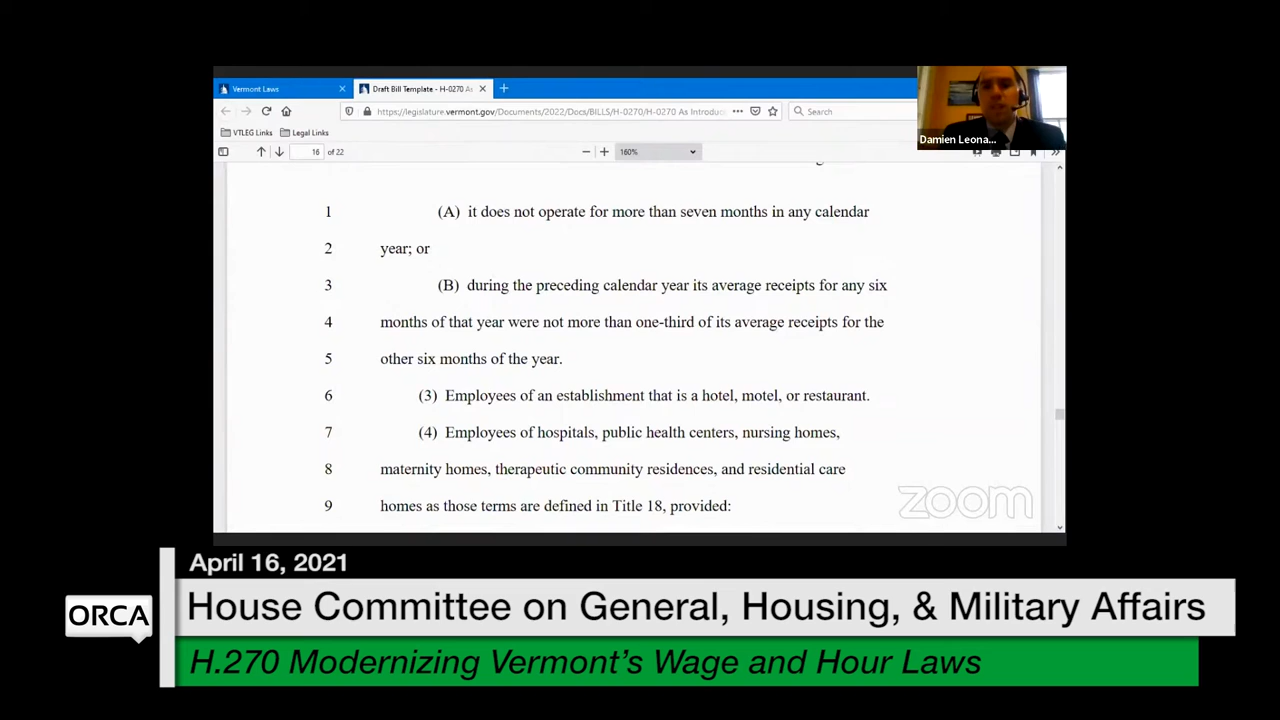 Vermont Laws
Draft Bill Template - H-0270 As
https://legislature.vermont.gov/Documents/2022/Docs/BILLS/H-0270/H-0270 As Introduc
Search
VTLEG Links
Legal Links
16 of 22
160%
Damien Leona...
1 (A) it does not operate for more than seven months in any calendar
2 year; or
3 (B) during the preceding calendar year its average receipts for any six
4 months of that year were not more than one-third of its average receipts for the
5 other six months of the year.
6 (3) Employees of an establishment that is a hotel, motel, or restaurant.
7 (4) Employees of hospitals, public health centers, nursing homes,
8 maternity homes, therapeutic community residences, and residential care
9 homes as those terms are defined in Title 18, provided:
zoom
April 16, 2021
ORCA
House Committee on General, Housing, & Military Affairs
H.270 Modernizing Vermont's Wage and Hour Laws